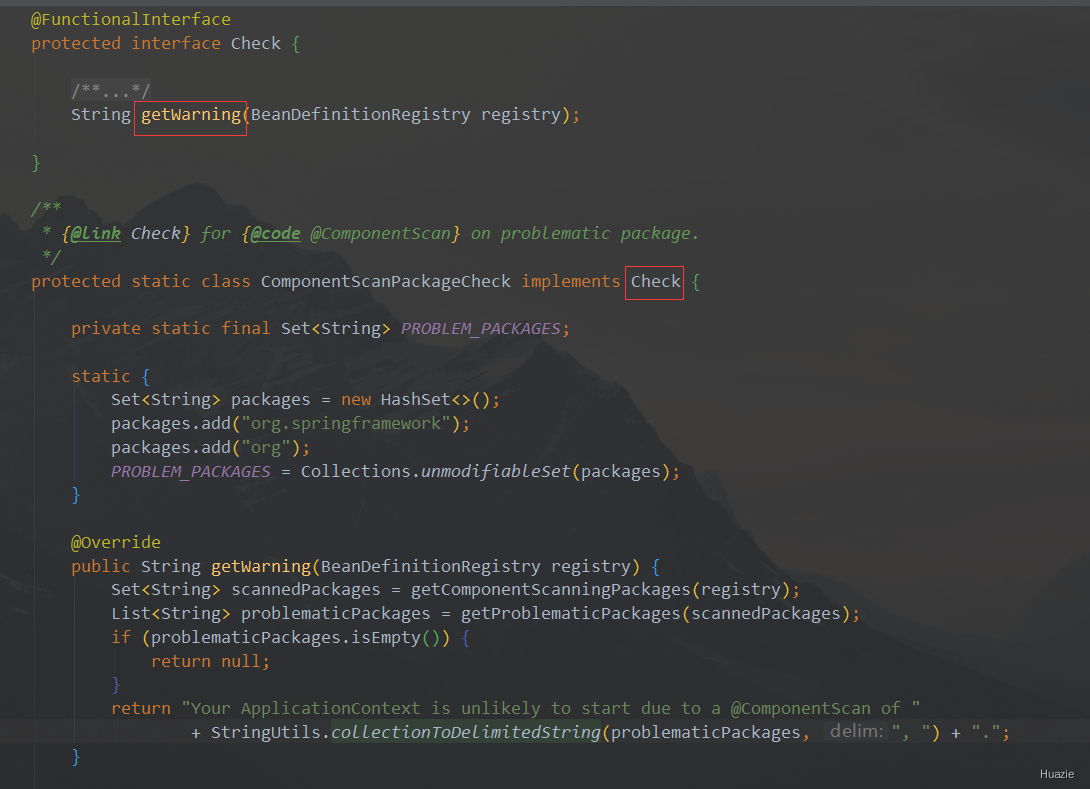 @FunctionalInterface
protected interface Check {
/**...*/
String getWarning(BeanDefinitionRegistry registry);
}
/**
* {@link Check} for {@code @ComponentScan} on problematic package.
*/
protected static class ComponentScanPackageCheck implements Check {
private static final Set<String> PROBLEM_PACKAGES;
static {
Set<String> packages = new HashSet<>();
packages.add("org.springframework");
packages.add("org");
PROBLEM_PACKAGES = Collections.unmodifiableSet(packages);
}
@Override
public String getWarning(BeanDefinitionRegistry registry) {
Set<String> scannedPackages = getComponentScanningPackages(registry);
List<String> problematicPackages = getProblematicPackages(scannedPackages);
if (problematicPackages.isEmpty()) {
return null;
}
return "Your ApplicationContext is unlikely to start due to a @ComponentScan of "
+ StringUtils.collectionToDelimitedString(problematicPackages, delim: ", ") + ".";
}
Huazie